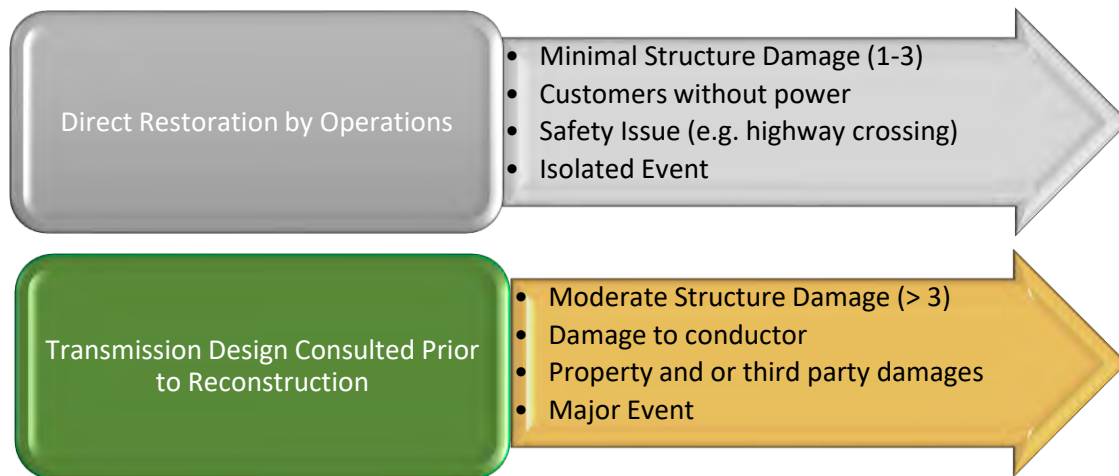 Direct Restoration by Operations
• Minimal Structure Damage (1-3)
• Customers without power
• Safety Issue (e.g. highway crossing)
• Isolated Event
Transmission Design Consulted Prior
to Reconstruction
• Moderate Structure Damage (> 3)
• Damage to conductor
• Property and or third party damages
• Major Event